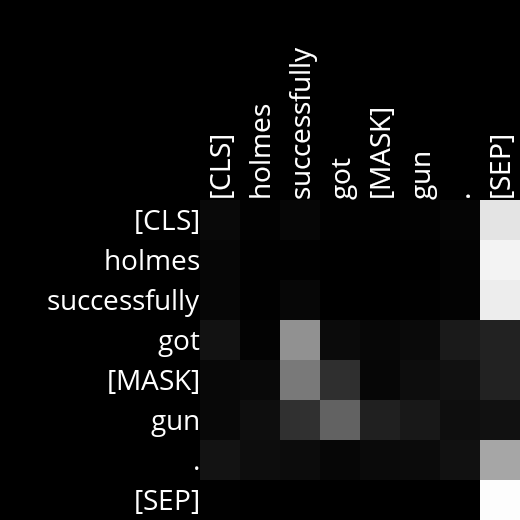 [CLS] holmes successfully got [MASK] gun . [SEP]
[CLS]
holmes
successfully
got
[MASK]
gun
.
[SEP]